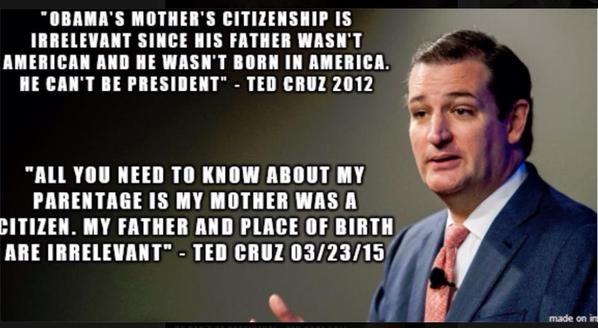 "OBAMA'S MOTHER'S CITIZENSHIP IS
IRRELEVANT SINCE HIS FATHER WASN'T
AMERICAN AND HE WASN'T BORN IN AMERICA.
HE CAN'T BE PRESIDENT" - TED CRUZ 2012
"ALL YOU NEED TO KNOW ABOUT MY
PARENTAGE IS MY MOTHER WAS A
CITIZEN. MY FATHER AND PLACE OF BIRTH
ARE IRRELEVANT" - TED CRUZ 03/23/15
made on